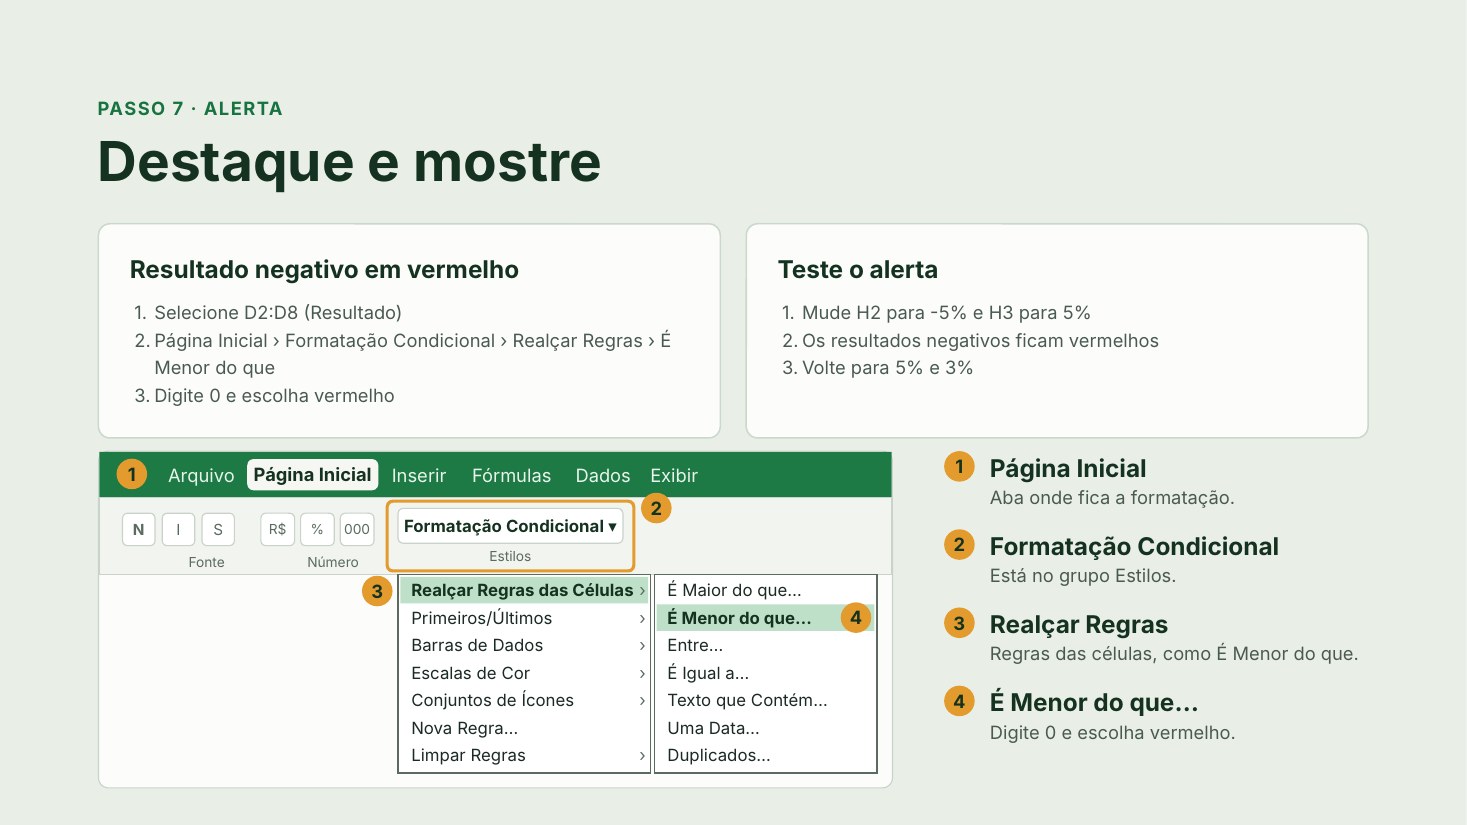 PASSO 7 · ALERTA
Destaque e mostre
Resultado negativo em vermelho
1. Selecione D2:D8 (Resultado)
2. Página Inicial › Formatação Condicional › Realçar Regras › É
Menor do que
3. Digite 0 e escolha vermelho
Teste o alerta
1. Mude H2 para -5% e H3 para 5%
2. Os resultados negativos ficam vermelhos
3. Volte para 5% e 3%
1 Arquivo Página Inicial Inserir Fórmulas Dados Exibir
N I S R$ % 000 Formatação Condicional ▾ 2
Fonte Número Estilos
3 Realçar Regras das Células ›
Primeiros/Últimos ›
Barras de Dados ›
Escalas de Cor ›
Conjuntos de Ícones ›
Nova Regra...
Limpar Regras ›
É Maior do que...
É Menor do que... 4
Entre...
É Igual a...
Texto que Contém...
Uma Data...
Duplicados...
1 Página Inicial
Aba onde fica a formatação.
2 Formatação Condicional
Está no grupo Estilos.
3 Realçar Regras
Regras das células, como É Menor do que.
4 É Menor do que...
Digite 0 e escolha vermelho.